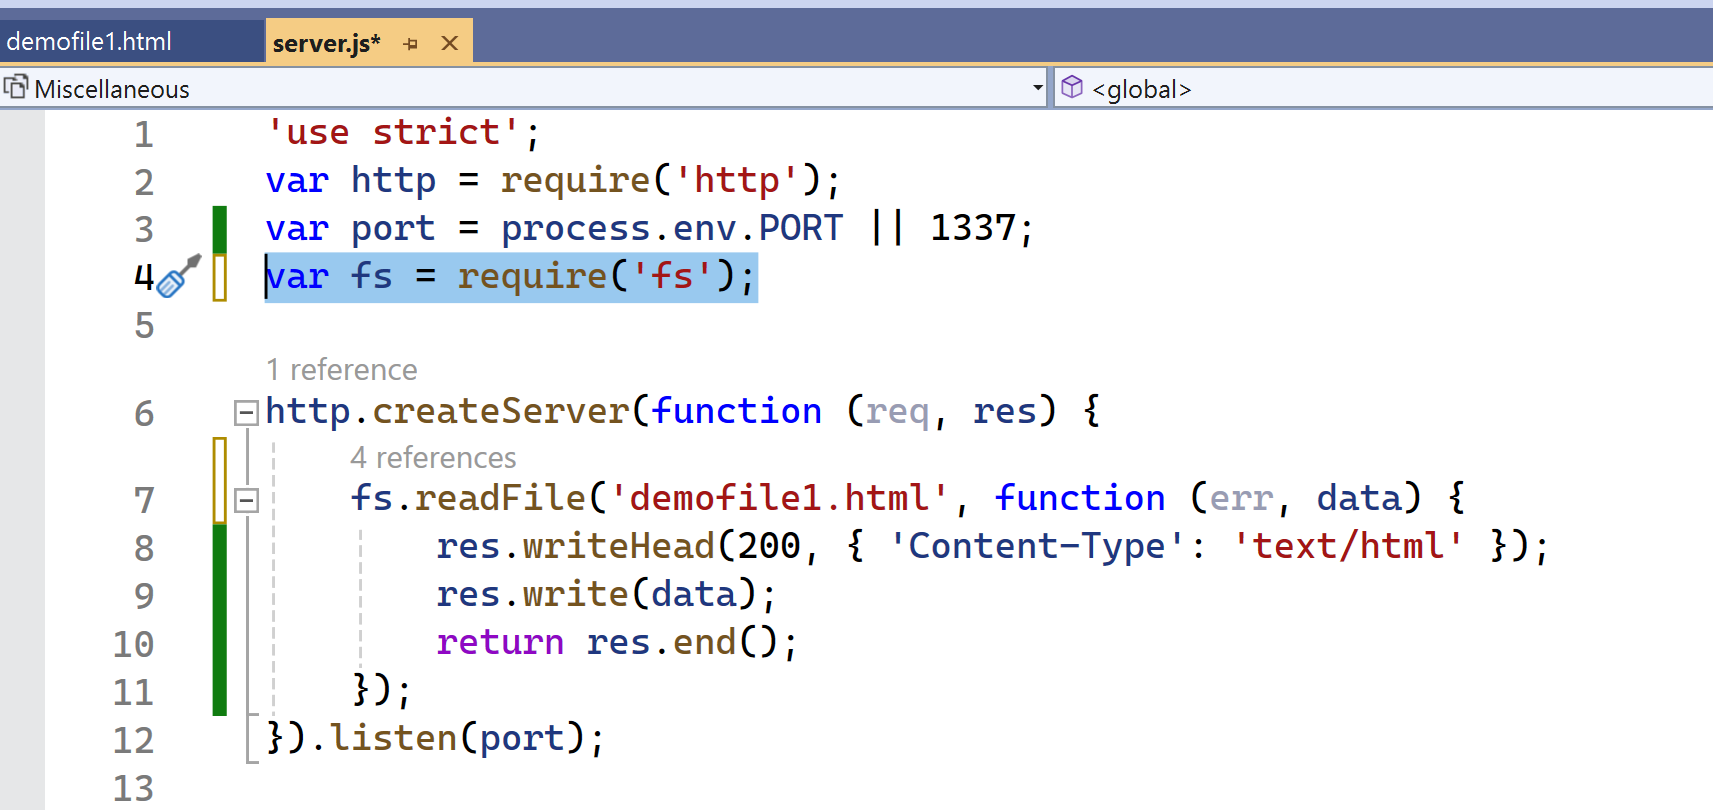 demofile1.html server.js*
Miscellaneous <global>
1 'use strict';
2 var http = require('http');
3 var port = process.env.PORT || 1337;
4 var fs = require('fs');
5
1 reference
6 http.createServer(function (req, res) {
4 references
7 fs.readFile('demofile1.html', function (err, data) {
8 res.writeHead(200, { 'Content-Type': 'text/html' });
9 res.write(data);
10 return res.end();
11 });
12 }).listen(port);
13